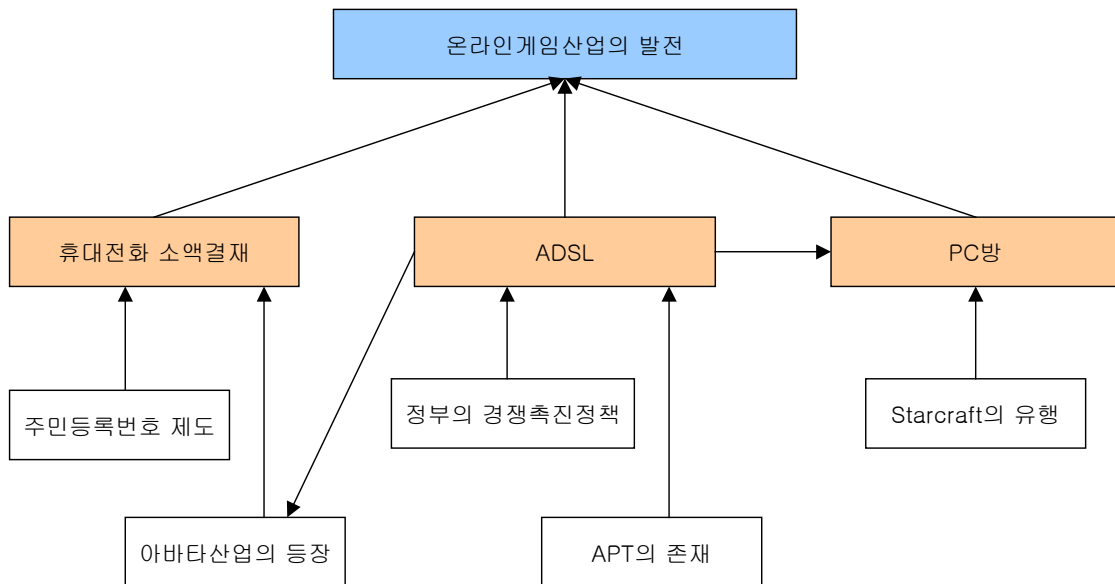 온라인게임산업의 발전
휴대전화 소액결재
ADSL
PC방
주민등록번호 제도
정부의 경쟁촉진정책
Starcraft의 유행
아바타산업의 등장
APT의 존재